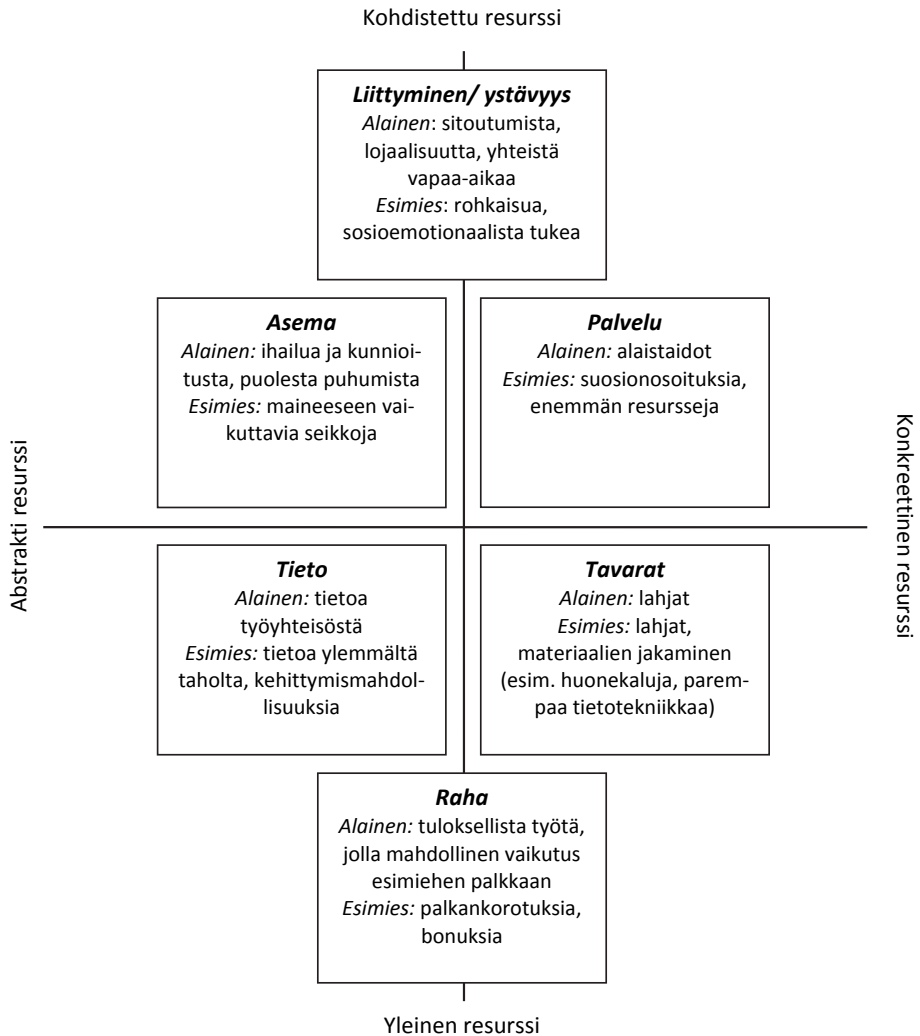 Kohdistettu resurssi
Liittyminen/ ystävyys
Alainen: sitoutumista,
lojaalisuutta, yhteistä
vapaa-aikaa
Esimies: rohkaisua,
sosioemotionaalista tukea
Asema
Alainen: ihailua ja kunnioi-
tusta, puolesta puhumista
Esimies: maineeseen vai-
kuttavia seikkoja
Palvelu
Alainen: alaistaidot
Esimies: suosionosoituksia,
enemmän resursseja
Abstrakti resurssi
Konkreettinen resurssi
Tieto
Alainen: tietoa
työyhteisöstä
Esimies: tietoa ylemmältä
taholta, kehittymismahdol-
lisuuksia
Tavarat
Alainen: lahjat
Esimies: lahjat,
materiaalien jakaminen
(esim. huonekaluja, parem-
paa tietotekniikkaa)
Raha
Alainen: tuloksellista työtä,
jolla mahdollinen vaikutus
esimiehen palkkaan
Esimies: palkankorotuksia,
bonuksia
Yleinen resurssi